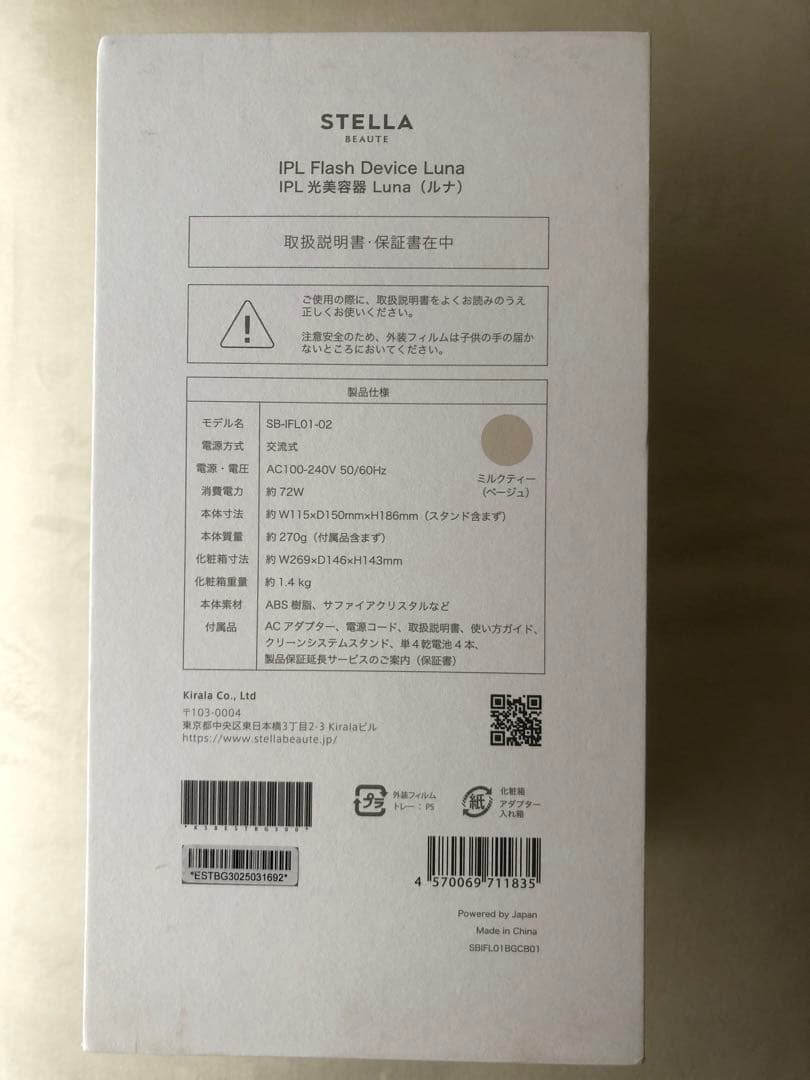 STELLA
BEAUTE
IPL Flash Device Luna
IPL 光美容器 Luna（ルナ）
取扱説明書・保証書在中
ご使用の際に、取扱説明書をよくお読みのうえ
正しくお使いください。
注意安全のため、外装フィルムは子供の手の届か
ないところにおいてください。
製品仕様
モデル名 SB-IFL01-02
電源方式 交流式
電源・電圧 AC100-240V 50/60Hz
消費電力 約 72W
本体寸法 約 W115×D150mm×H186mm（スタンド含まず）
本体質量 約 270g（付属品含まず）
化粧箱寸法 約 W269×D146×H143mm
化粧箱重量 約 1.4 kg
本体素材 ABS 樹脂、サファイアクリスタルなど
付属品 AC アダプター、電源コード、取扱説明書、使い方ガイド、
クリーンシステムスタンド、単４乾電池４本、
製品保証延長サービスのご案内（保証書）
ミルクティー
（ベージュ）
Kirala Co., Ltd
〒103-0004
東京都中央区東日本橋3丁目2-3 Kiralaビル
https://www.stellabeaute.jp/
プラ
外装フィルム
トレー：PS
紙
化粧箱
アダプター
入れ箱
*ESTBG3025031692*
4 570069 711835
Powered by Japan
Made in China
SBIFL01BGCB01